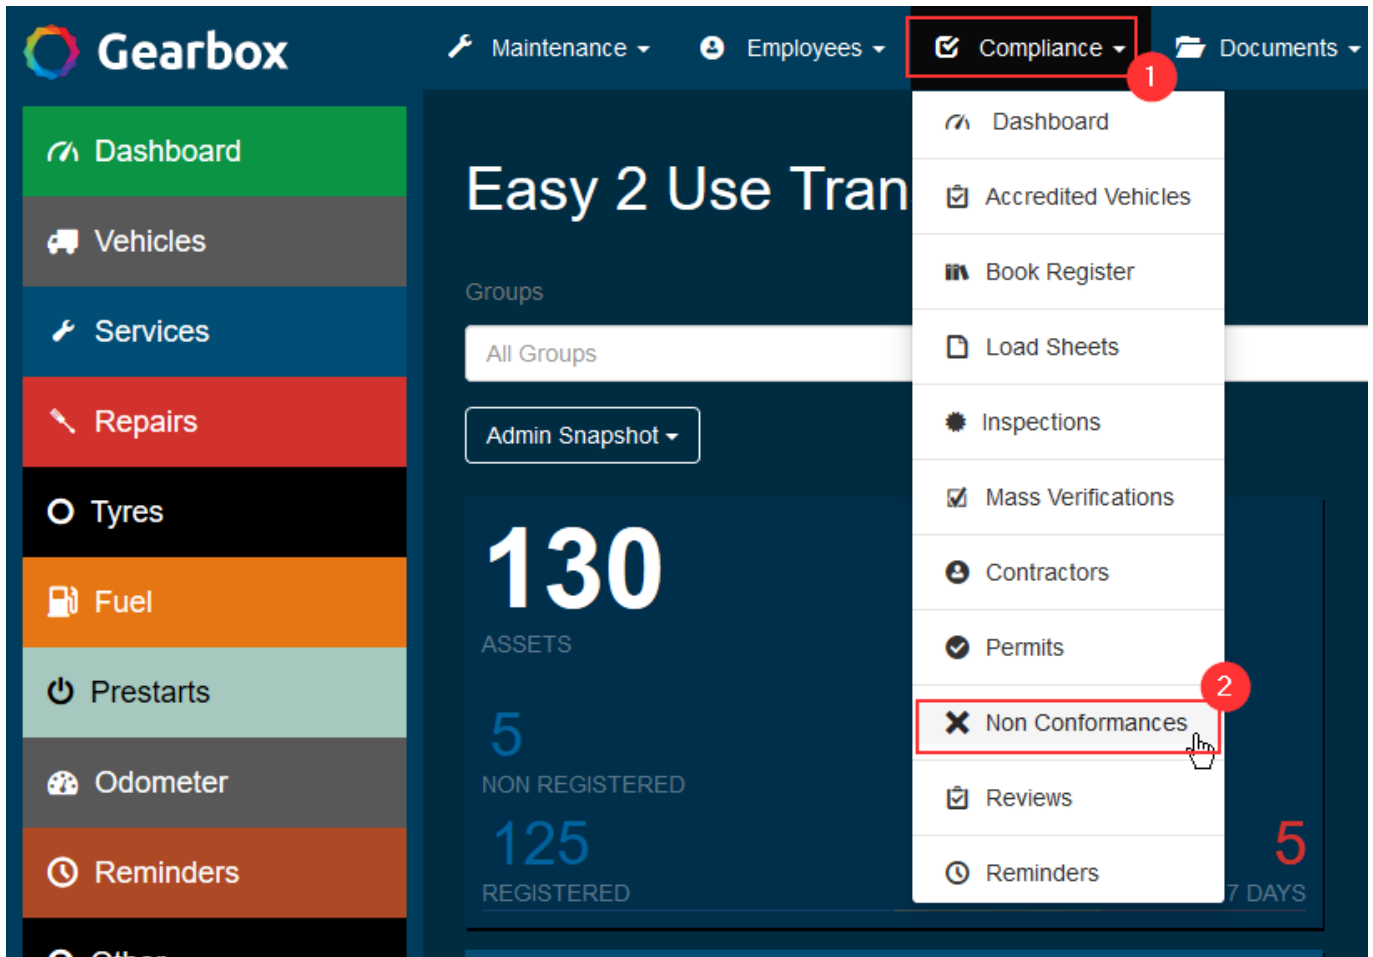 Gearbox
Maintenance
Employees
Compliance
Documents
1
Dashboard
Vehicles
Services
Repairs
Tyres
Fuel
Prestarts
Odometer
Reminders
Other
Easy 2 Use Tran
Groups
All Groups
Admin Snapshot
130
ASSETS
5
NON REGISTERED
125
REGISTERED
5
7 DAYS
Dashboard
Accredited Vehicles
Book Register
Load Sheets
Inspections
Mass Verifications
Contractors
Permits
2
Non Conformances
Reviews
Reminders